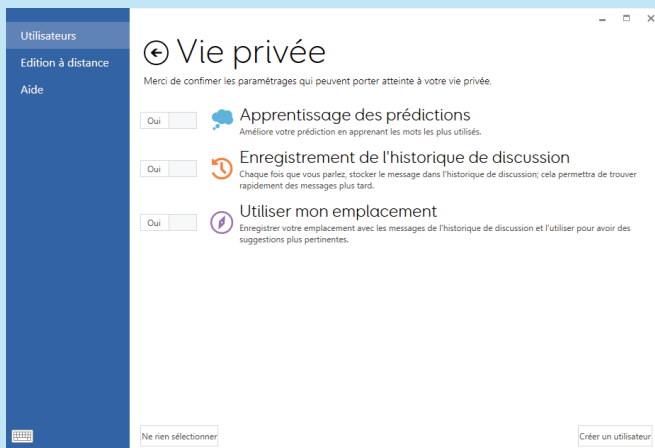 Utilisateurs
Edition à distance
Aide
Vie privée
Merci de confimer les paramétrages qui peuvent porter atteinte à votre vie privée.
Oui
Apprentissage des prédictions
Améliore votre prédiction en apprenant les mots les plus utilisés.
Oui
Enregistrement de l'historique de discussion
Chaque fois que vous parlez, stocker le message dans l'historique de discussion; cela permettra de trouver
rapidement des messages plus tard.
Oui
Utiliser mon emplacement
Enregistrer votre emplacement avec les messages de l'historique de discussion et l'utiliser pour avoir des
suggestions plus pertinentes.
Ne rien sélectionner
Créer un utilisateur